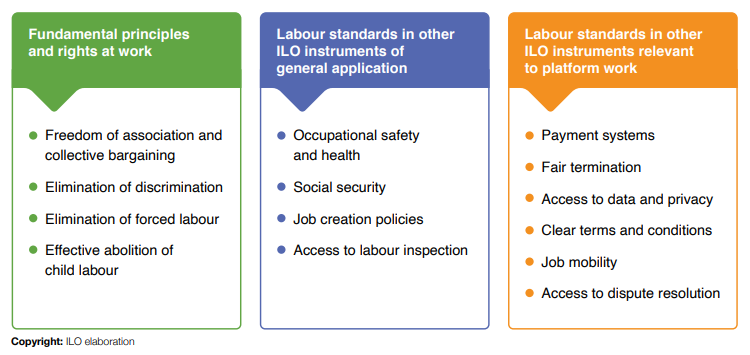 Fundamental principles
and rights at work
Freedom of association and
collective bargaining
Elimination of discrimination
Elimination of forced labour
Effective abolition of
child labour
Labour standards in other
ILO instruments of
general application
Occupational safety
and health
Social security
Job creation policies
Access to labour inspection
Labour standards in other
ILO instruments relevant
to platform work
Payment systems
Fair termination
Access to data and privacy
Clear terms and conditions
Job mobility
Access to dispute resolution
Copyright: ILO elaboration